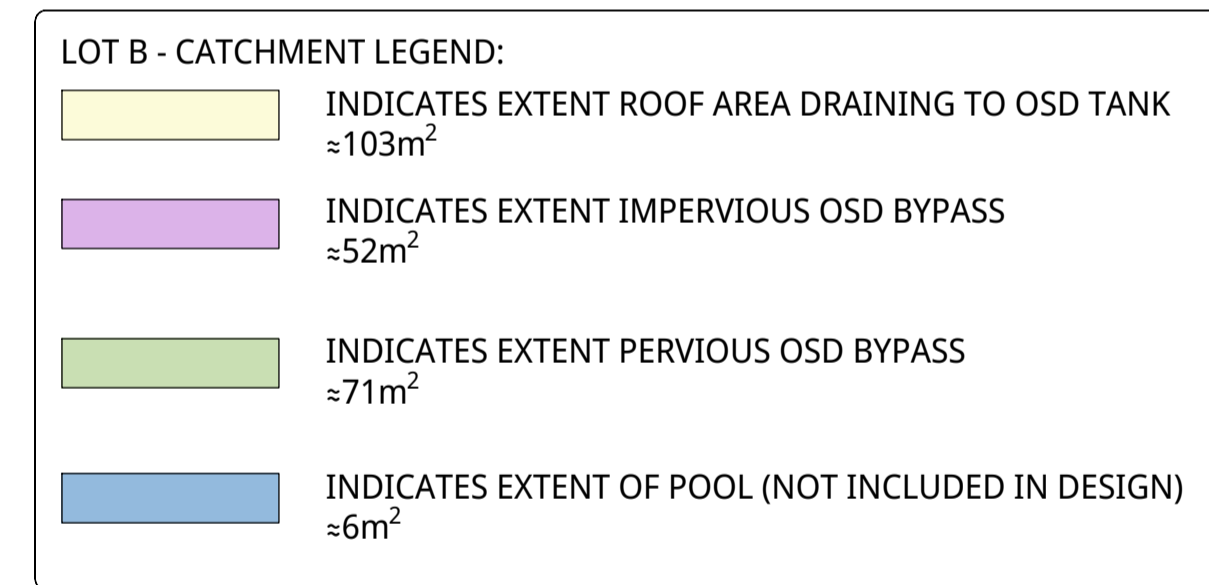 LOT B - CATCHMENT LEGEND:
INDICATES EXTENT ROOF AREA DRAINING TO OSD TANK
≈103m²
INDICATES EXTENT IMPERVIOUS OSD BYPASS
≈52m²
INDICATES EXTENT PERVIOUS OSD BYPASS
≈71m²
INDICATES EXTENT OF POOL (NOT INCLUDED IN DESIGN)
≈6m²